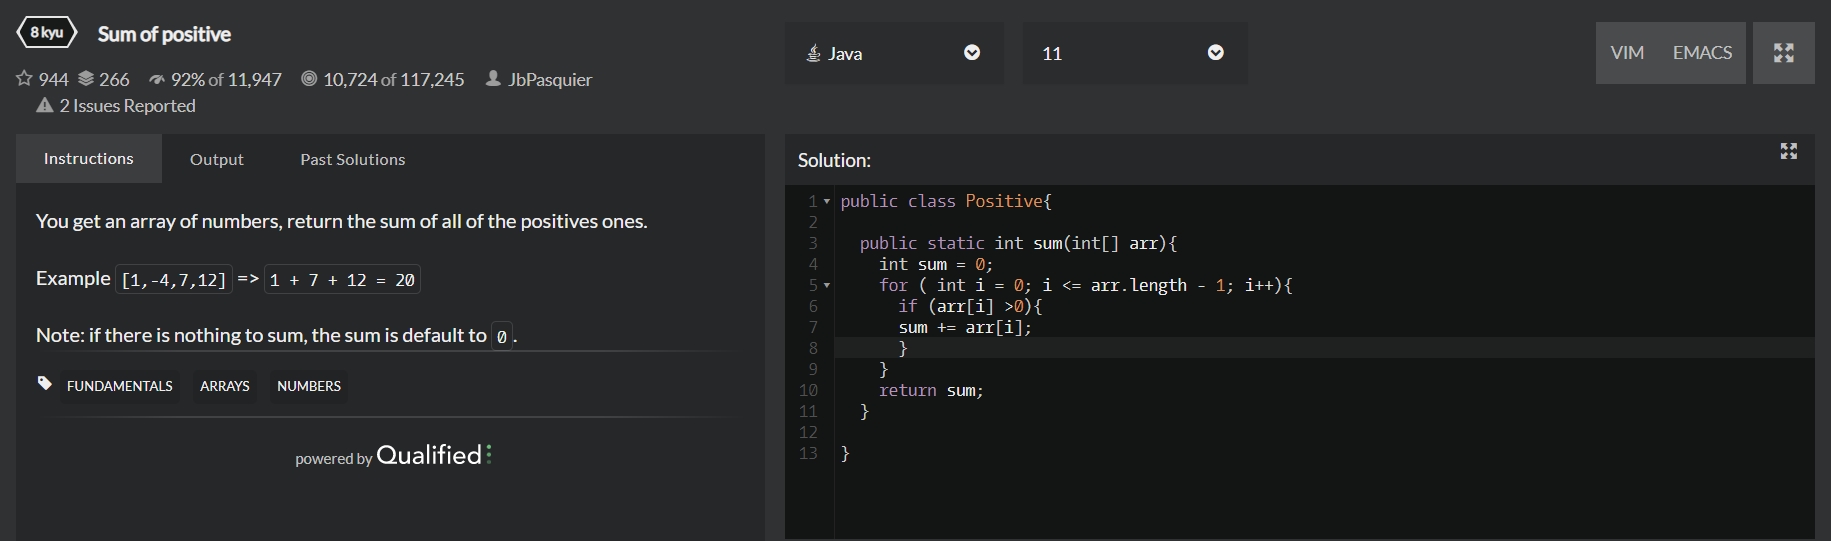 8 kyu Sum of positive
944 266 92% of 11,947 10,724 of 117,245 JbPasquier
2 Issues Reported
Java 11 VIM EMACS
Instructions Output Past Solutions
You get an array of numbers, return the sum of all of the positives ones.
Example [1,-4,7,12] => 1 + 7 + 12 = 20
Note: if there is nothing to sum, the sum is default to 0.
FUNDAMENTALS ARRAYS NUMBERS
powered by Qualified
Solution:
1 public class Positive{
2
3   public static int sum(int[] arr){
4     int sum = 0;
5     for ( int i = 0; i <= arr.length - 1; i++){
6       if (arr[i] >0){
7       sum += arr[i];
8       }
9     }
10     return sum;
11   }
12
13 }